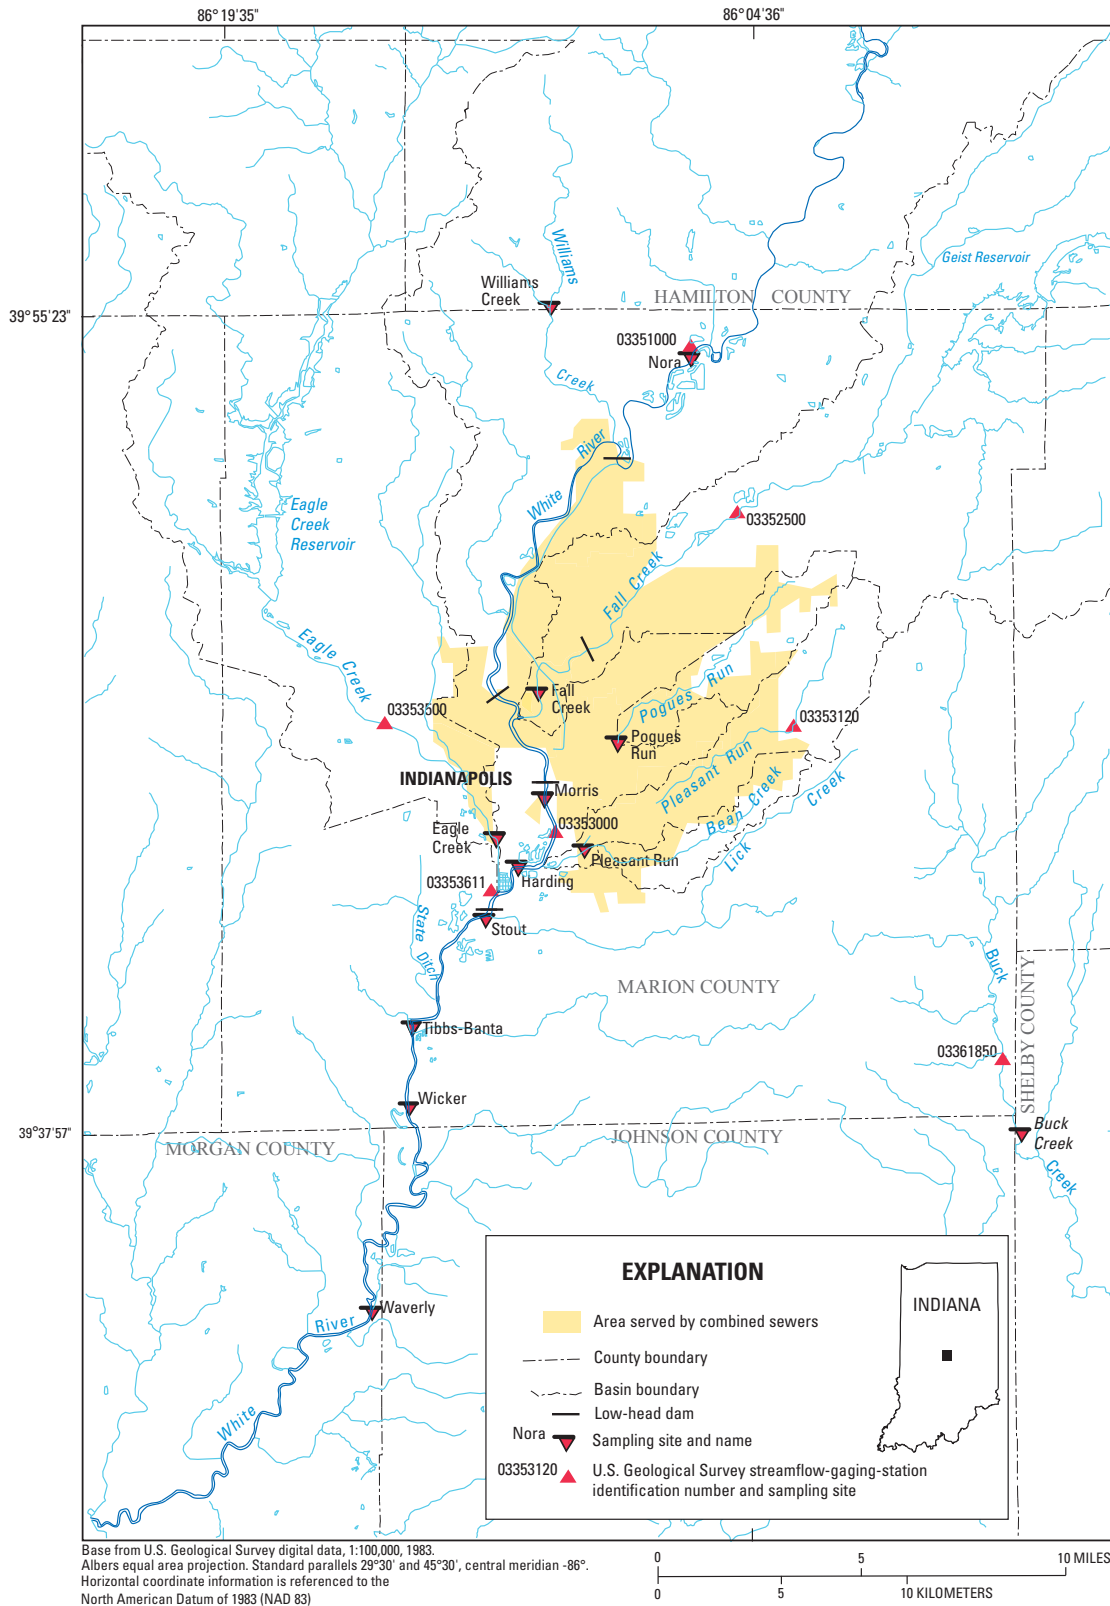 86°19'35"
86°04'36"
Williams
Geist Reservoir
Williams
Creek
HAMILTON COUNTY
39°55'23"
03351000
Nora
Creek
River
White
Eagle
Creek
Reservoir
03352500
Fall Creek
Eagle Creek
Fall
Creek
Pogues Run
03353500
03353120
Pogues
Run
INDIANAPOLIS
Pleasant Run
Morris
Bean Creek
Creek
Lick
03353000
Eagle
Creek
Pleasant Run
Harding
03353611
Stout
State
Ditch
Buck
MARION COUNTY
SHELBY COUNTY
Tibbs-Banta
03361850
Wicker
39°37'57"
MORGAN COUNTY
JOHNSON COUNTY
Buck
Creek
Creek
Waverly
River
White
EXPLANATION
INDIANA
Area served by combined sewers
County boundary
Basin boundary
Low-head dam
Nora
Sampling site and name
03353120
U.S. Geological Survey streamflow-gaging-station
identification number and sampling site
Base from U.S. Geological Survey digital data, 1:100,000, 1983.
Albers equal area projection. Standard parallels 29°30' and 45°30', central meridian -86°.
Horizontal coordinate information is referenced to the
North American Datum of 1983 (NAD 83)
0 5 10 MILES
0 5 10 KILOMETERS